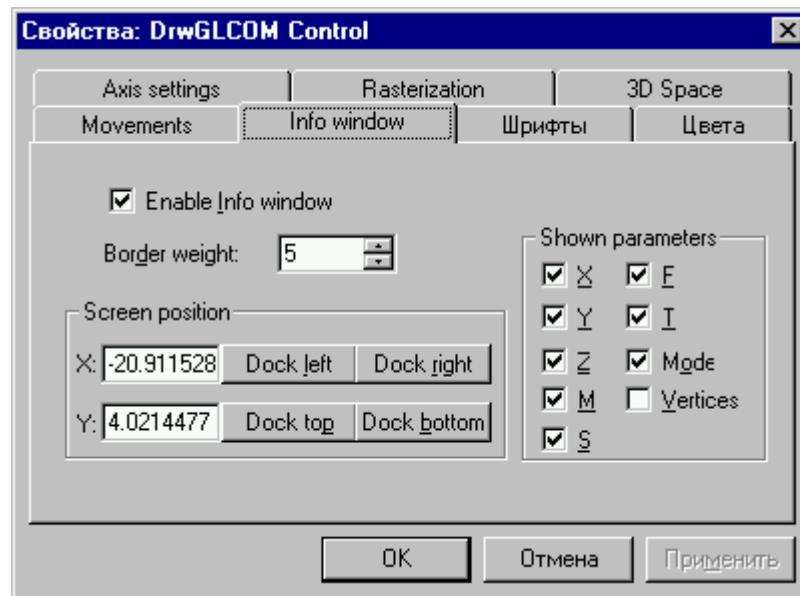 Свойства: DrwGLCOM Control
Axis settings Rasterization 3D Space
Movements Info window Шрифты Цвета
Enable Info window
Border weight: 5
Shown parameters
X F
Y T
Z Mode
M Vertices
S
Screen position
X: -20.911528 Dock left Dock right
Y: 4.0214477 Dock top Dock bottom
OK Отмена Применить